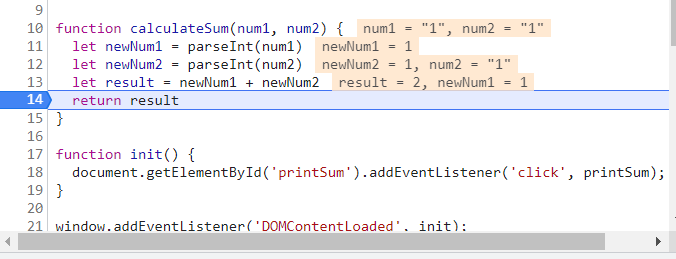 9
10 function calculateSum(num1, num2) { num1 = "1", num2 = "1"
11 let newNum1 = parseInt(num1) newNum1 = 1
12 let newNum2 = parseInt(num2) newNum2 = 1, num2 = "1"
13 let result = newNum1 + newNum2 result = 2, newNum1 = 1
14 return result
15 }
16
17 function init() {
18 document.getElementById('printSum').addEventListener('click', printSum);
19 }
20
21 window.addEventListener('DOMContentLoaded', init);